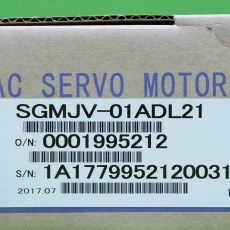 AC SERVO MOTOR
SGMJV-01ADL21
O/N: 0001995212
S/N: 1A1779952120031
2017.07